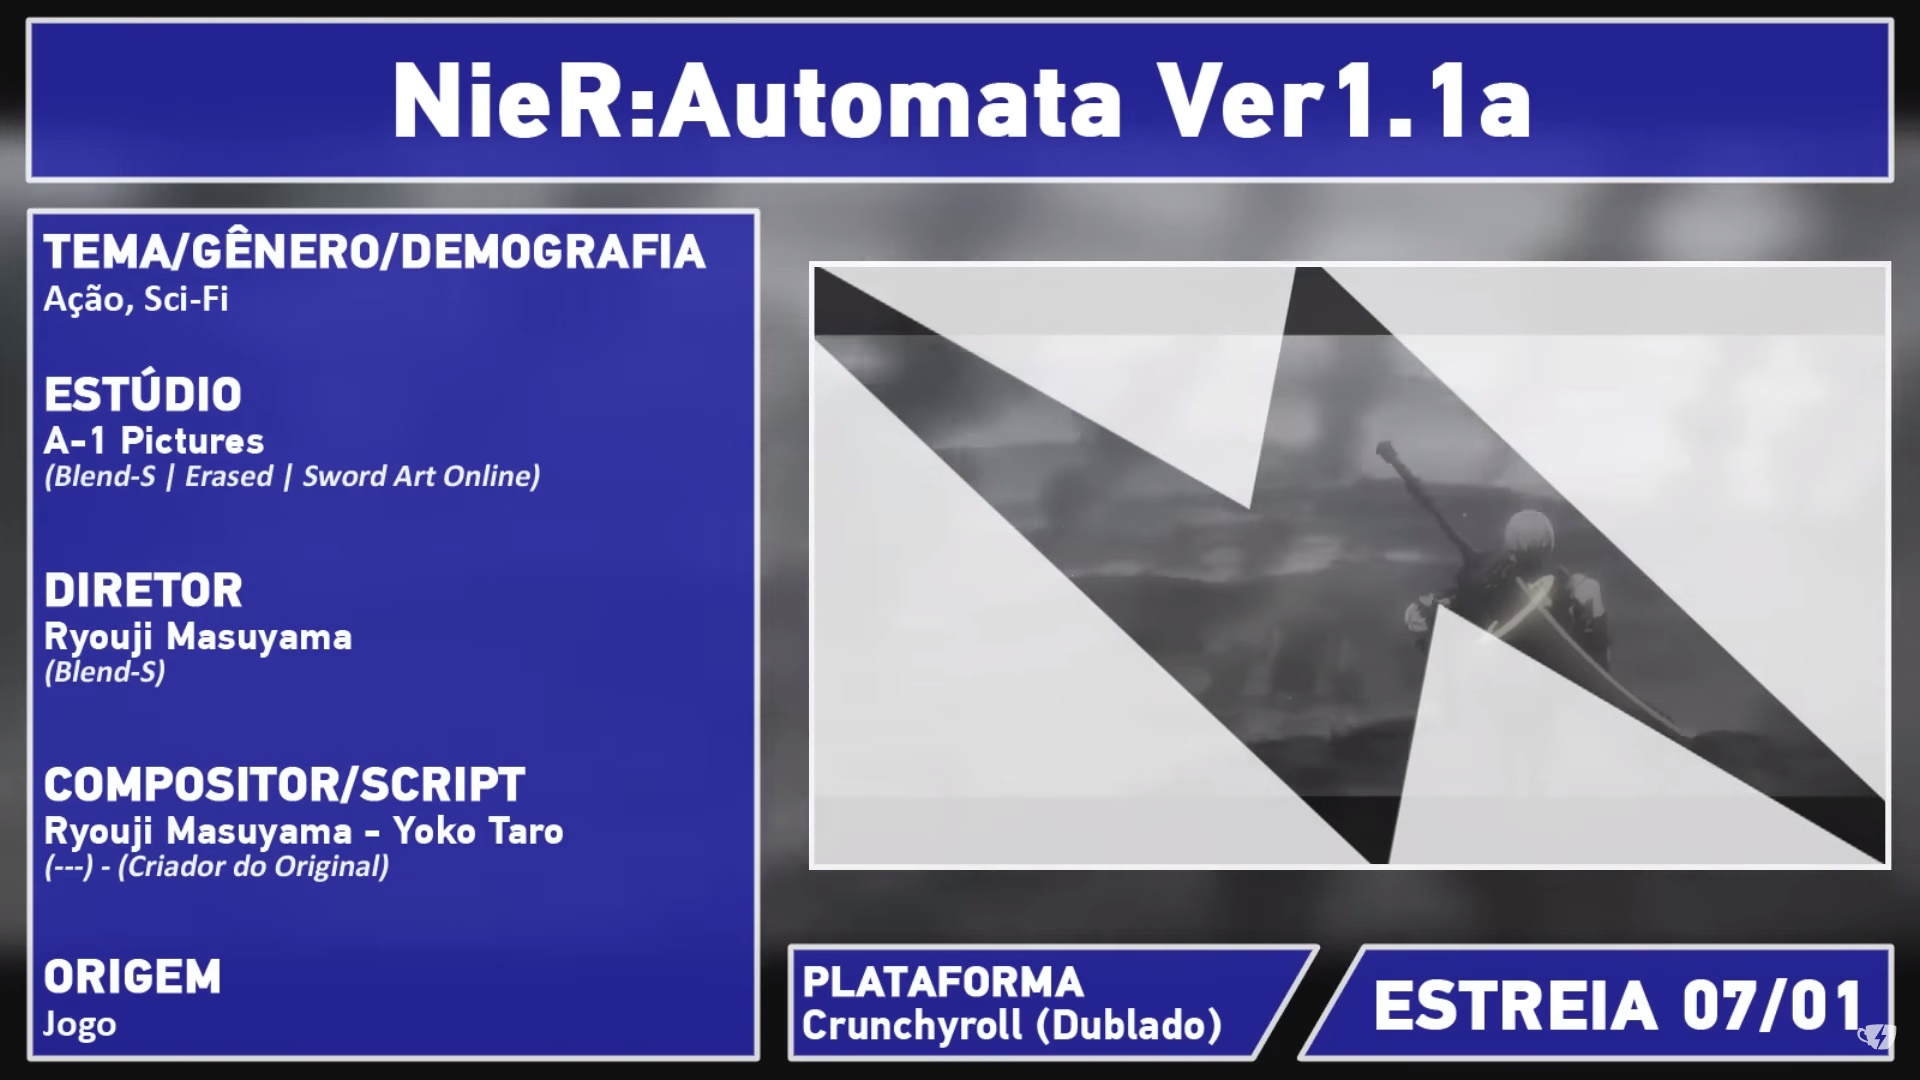 NieR:Automata Ver1.1a
TEMA/GÊNERO/DEMOGRAFIA
Ação, Sci-Fi
ESTÚDIO
A-1 Pictures
(Blend-S | Erased | Sword Art Online)
DIRETOR
Ryouji Masuyama
(Blend-S)
COMPOSITOR/SCRIPT
Ryouji Masuyama - Yoko Taro
(---) - (Criador do Original)
ORIGEM
Jogo
PLATAFORMA
Crunchyroll (Dublado)
ESTREIA 07/01